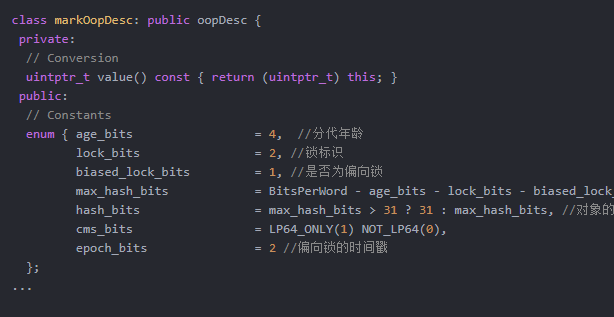 class markOopDesc: public oopDesc {
private:
// Conversion
uintptr_t value() const { return (uintptr_t) this; }
public:
// Constants
enum { age_bits = 4, //分代年龄
lock_bits = 2, //锁标识
biased_lock_bits = 1, //是否为偏向锁
max_hash_bits = BitsPerWord - age_bits - lock_bits - biased_lock_
hash_bits = max_hash_bits > 31 ? 31 : max_hash_bits, //对象的
cms_bits = LP64_ONLY(1) NOT_LP64(0),
epoch_bits = 2 //偏向锁的时间戳
};
...